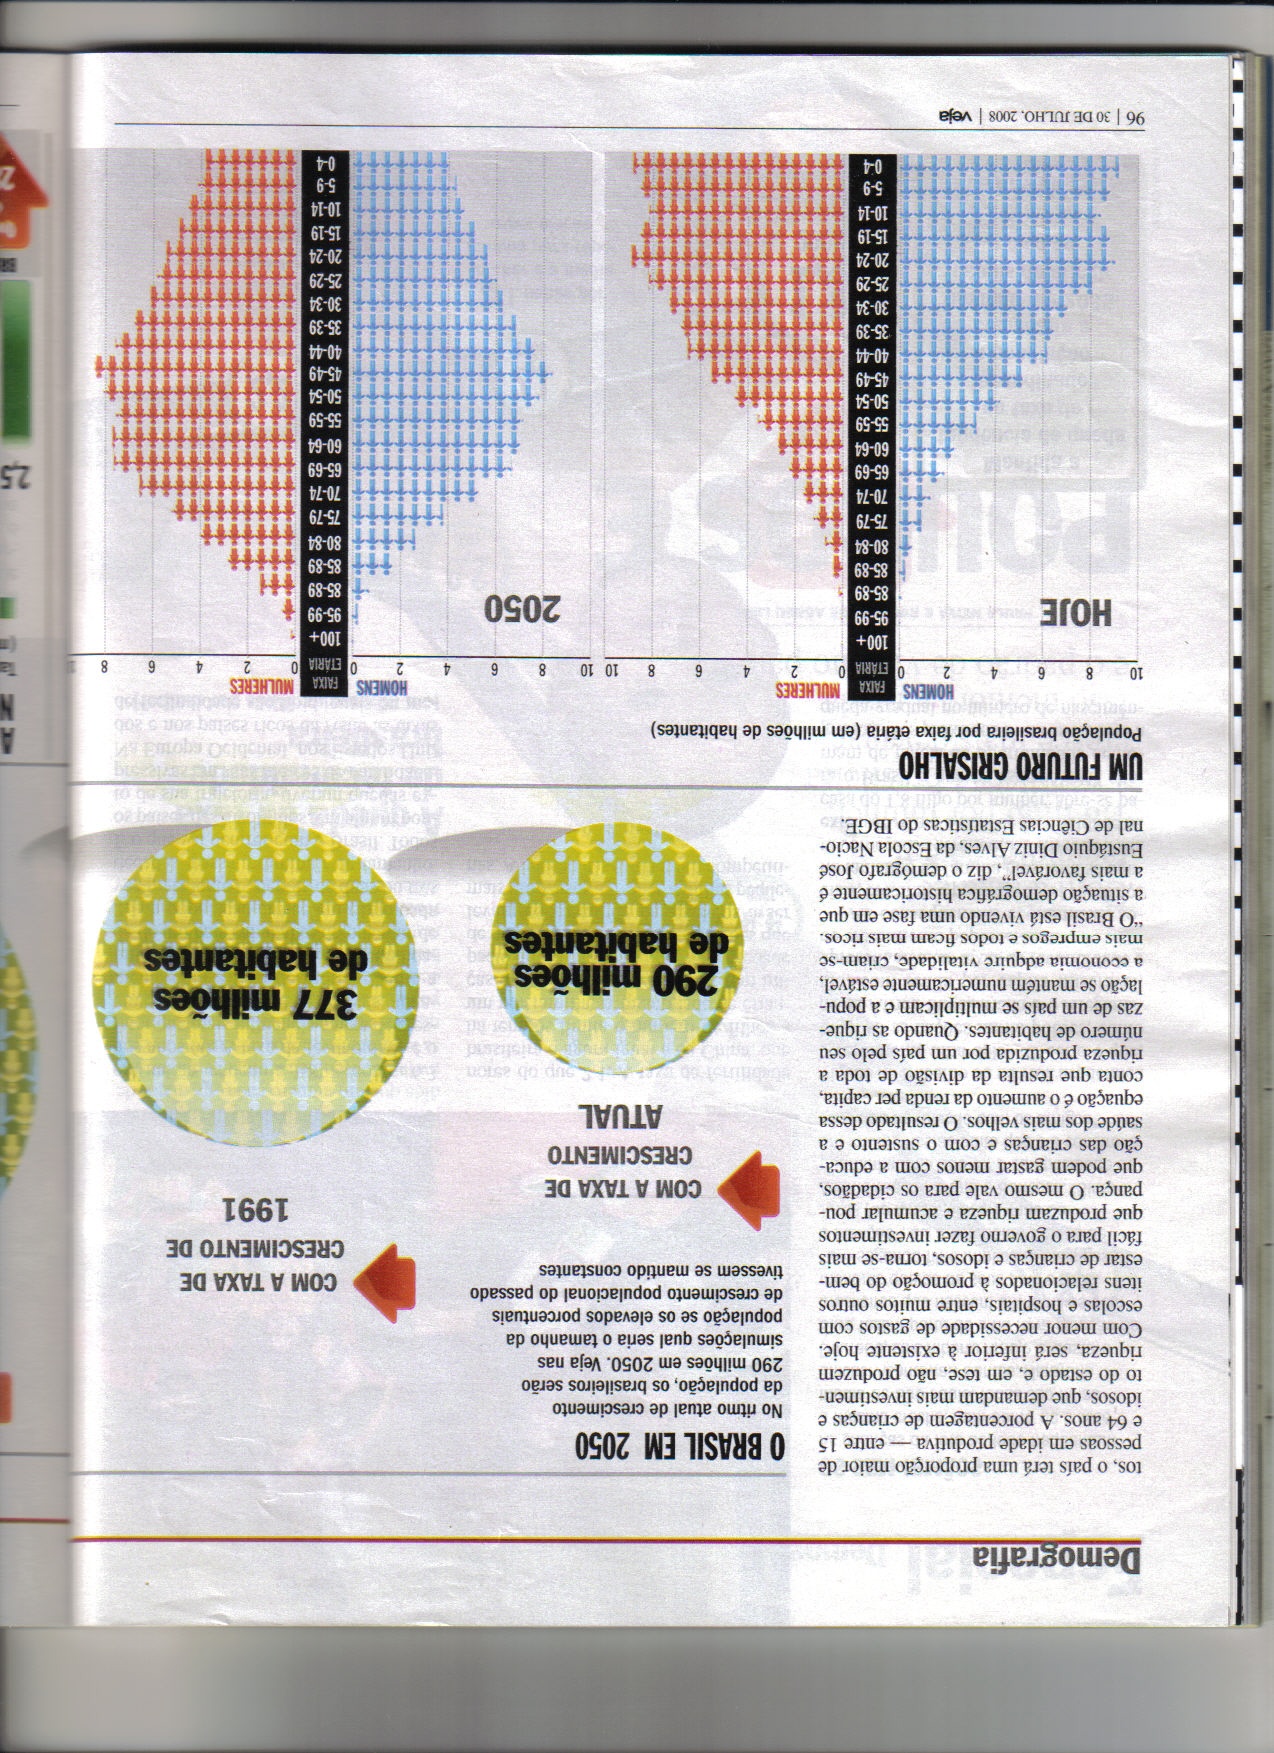 Demografia
tos, o país terá uma proporção maior de
pessoas em idade produtiva — entre 15
e 64 anos. A porcentagem de crianças e
idosos, que demandam mais investimen-
to do estado e, em tese, não produzem
riqueza, será inferior à existente hoje.
Com menor necessidade de gastos com
escolas e hospitais, entre muitos outros
itens relacionados à promoção do bem-
estar de crianças e idosos, torna-se mais
fácil para o governo fazer investimentos
que produzam riqueza e acumular pou-
pança. O mesmo vale para os cidadãos,
que podem gastar menos com a educa-
ção das crianças e com o sustento e a
saúde dos mais velhos. O resultado dessa
equação é o aumento da renda per capita,
conta que resulta da divisão de toda a
riqueza produzida por um país pelo seu
número de habitantes. Quando as rique-
zas de um país se multiplicam e a popu-
lação se mantém numericamente estável,
a economia adquire vitalidade, criam-se
mais empregos e todos ficam mais ricos.
“O Brasil está vivendo uma fase em que
a situação demográfica historicamente é
a mais favorável”, diz o demógrafo José
Eustáquio Diniz Alves, da Escola Nacio-
nal de Ciências Estatísticas do IBGE.
O BRASIL EM 2050
No ritmo atual de crescimento
da população, os brasileiros serão
290 milhões em 2050. Veja nas
simulações qual seria o tamanho da
população se os elevados porcentuais
de crescimento populacional do passado
tivessem se mantido constantes
COM A TAXA DE
CRESCIMENTO
ATUAL
290 milhões
de habitantes
COM A TAXA DE
CRESCIMENTO DE
1991
377 milhões
de habitantes
UM FUTURO GRISALHO
População brasileira por faixa etária (em milhões de habitantes)
HOMENS
FAIXA
ETÁRIA
MULHERES
10 8 6 4 2 0
0 2 4 6 8 10
HOJE
100+
95-99
85-89
85-89
80-84
75-79
70-74
65-69
60-64
55-59
50-54
45-49
40-44
35-39
30-34
25-29
20-24
15-19
10-14
5-9
0-4
HOMENS
FAIXA
ETÁRIA
MULHERES
10 8 6 4 2 0
0 2 4 6 8
2050
100+
95-99
85-89
85-89
80-84
75-79
70-74
65-69
60-64
55-59
50-54
45-49
40-44
35-39
30-34
25-29
20-24
15-19
10-14
5-9
0-4
96 | 30 DE JULHO, 2008 | veja